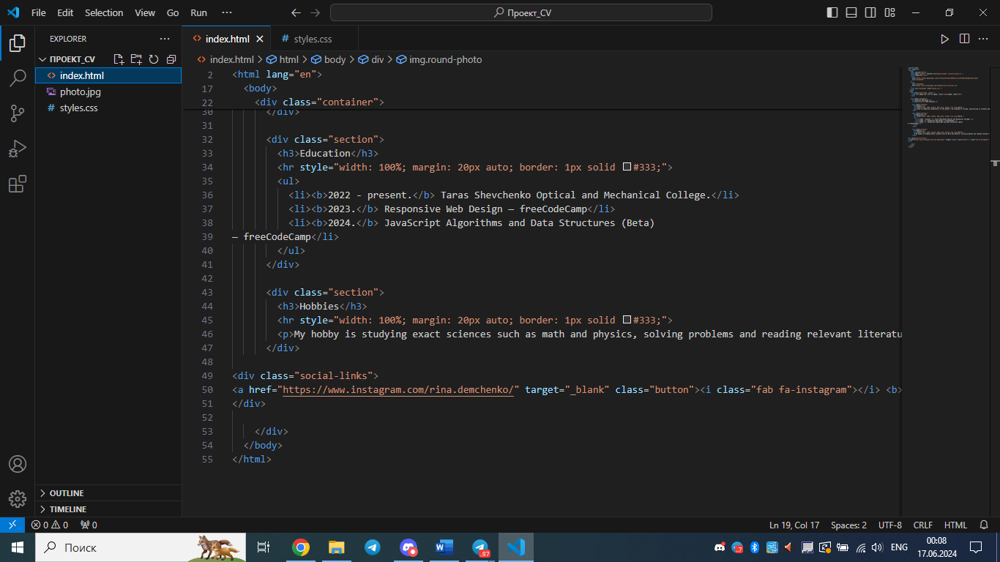 File Edit Selection View Go Run ···
Проект_CV
EXPLORER
ПРОЕКТ_CV
index.html
photo.jpg
styles.css
OUTLINE
TIMELINE
index.html
styles.css
index.html > html > body > div > img.round-photo
2 <html lang="en">
17 <body>
22 <div class="container">
30 </div>
31
32 <div class="section">
33 <h3>Education</h3>
34 <hr style="width: 100%; margin: 20px auto; border: 1px solid #333;">
35 <ul>
36 <li><b>2022 - present.</b> Taras Shevchenko Optical and Mechanical College.</li>
37 <li><b>2023.</b> Responsive Web Design – freeCodeCamp</li>
38 <li><b>2024.</b> JavaScript Algorithms and Data Structures (Beta)
39 – freeCodeCamp</li>
40 </ul>
41 </div>
42
43 <div class="section">
44 <h3>Hobbies</h3>
45 <hr style="width: 100%; margin: 20px auto; border: 1px solid #333;">
46 <p>My hobby is studying exact sciences such as math and physics, solving problems and reading relevant literatu
47 </div>
48
49 <div class="social-links">
50 <a href="https://www.instagram.com/rina.demchenko/" target="_blank" class="button"><i class="fab fa-instagram"></i> <b>
51 </div>
52
53 </div>
54 </body>
55 </html>
0 0 0
Ln 19, Col 17 Spaces: 2 UTF-8 CRLF HTML
Поиск
97
ENG
00:08
17.06.2024